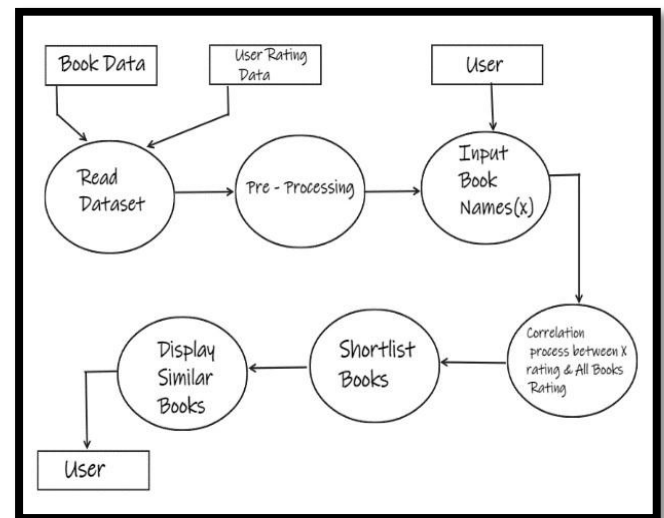 Book Data
User Rating
Data
User
Read
Dataset
Pre - Processing
Input
Book
Names(x)
Correlation
process between X
rating & All Books
Rating
Shortlist
Books
Display
Similar
Books
User